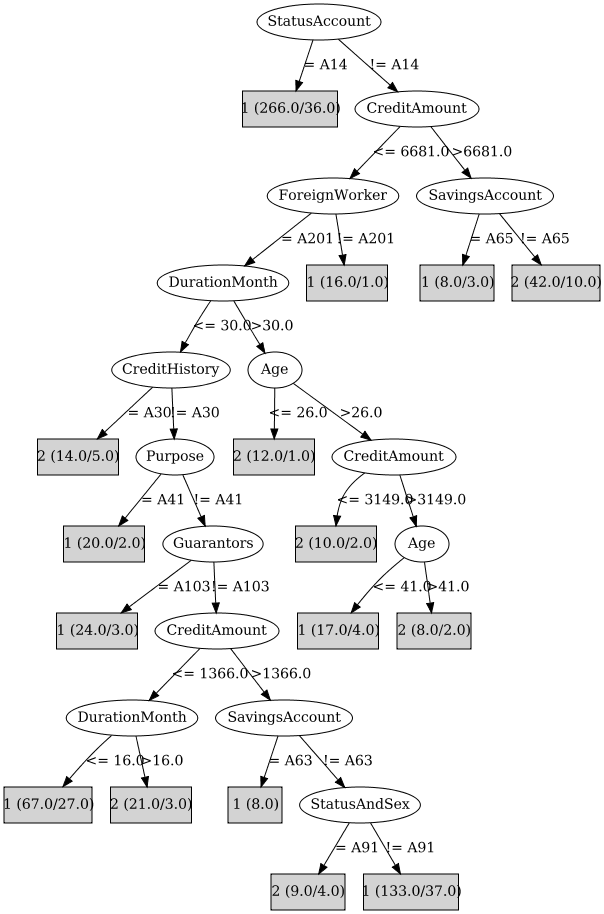 StatusAccount
= A14 != A14
1 (266.0/36.0) CreditAmount
<= 6681.0 >6681.0
ForeignWorker SavingsAccount
= A201 != A201 = A65 != A65
DurationMonth 1 (16.0/1.0) 1 (8.0/3.0) 2 (42.0/10.0)
<= 30.0 >30.0
CreditHistory Age
= A30 != A30 <= 26.0 >26.0
2 (14.0/5.0) Purpose 2 (12.0/1.0) CreditAmount
= A41 != A41 <= 3149.0 >3149.0
1 (20.0/2.0) Guarantors 2 (10.0/2.0) Age
= A103 != A103 <= 41.0 >41.0
1 (24.0/3.0) CreditAmount 1 (17.0/4.0) 2 (8.0/2.0)
<= 1366.0 >1366.0
DurationMonth SavingsAccount
<= 16.0 >16.0 = A63 != A63
1 (67.0/27.0) 2 (21.0/3.0) 1 (8.0) StatusAndSex
= A91 != A91
2 (9.0/4.0) 1 (133.0/37.0)